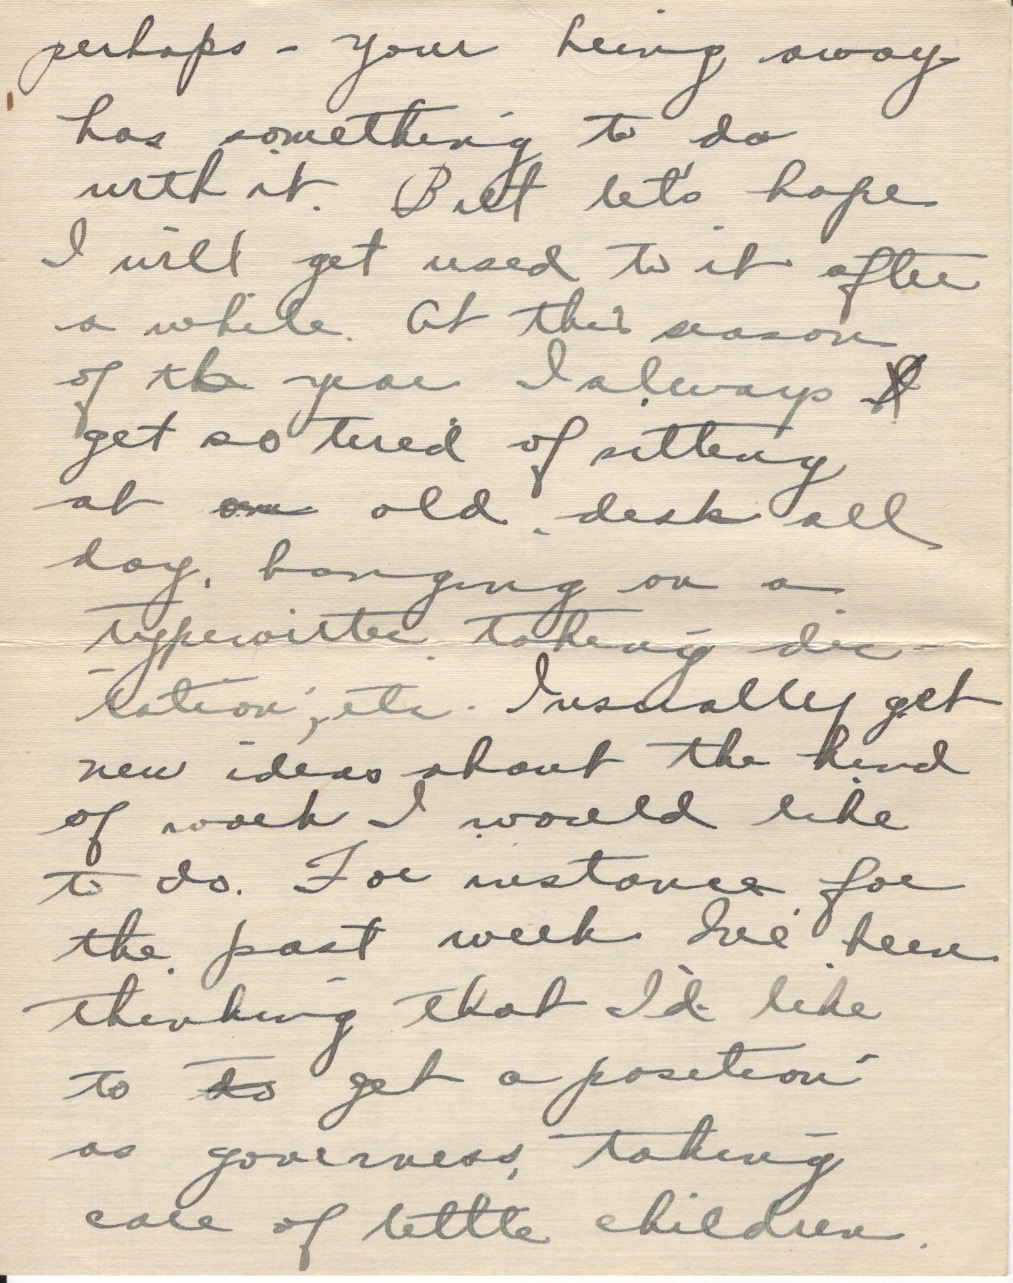 perhaps - your being away
has something to do
with it. But let's hope
I will get used to it after
a while. At this season
of the year I always
get so tired of sitting
at an old desk all
day, banging on a
typewriter taking dic-
tation, etc. I usually get
new ideas about the kind
of work I would like
to do. For instance for
the past week I've been
thinking that I'd like
to do get a position
as governess, taking
care of little children.